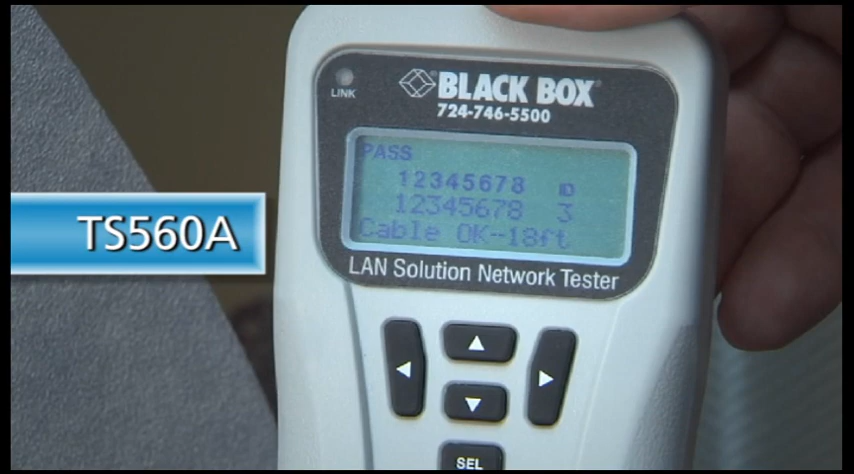 LINK
BLACK BOX®
724-746-5500
PASS
12345678 ID
12345678 3
Cable OK-18ft
TS560A
LAN Solution Network Tester
SEL